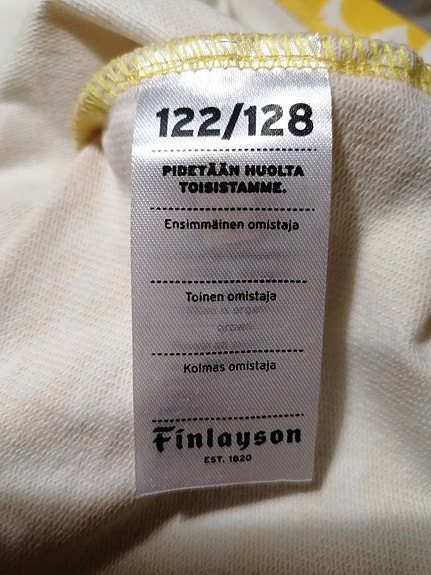 122/128
PIDETÄÄN HUOLTA
TOISISTAMME.
Ensimmäinen omistaja
Toinen omistaja
Kolmas omistaja
Finlayson
EST. 1820